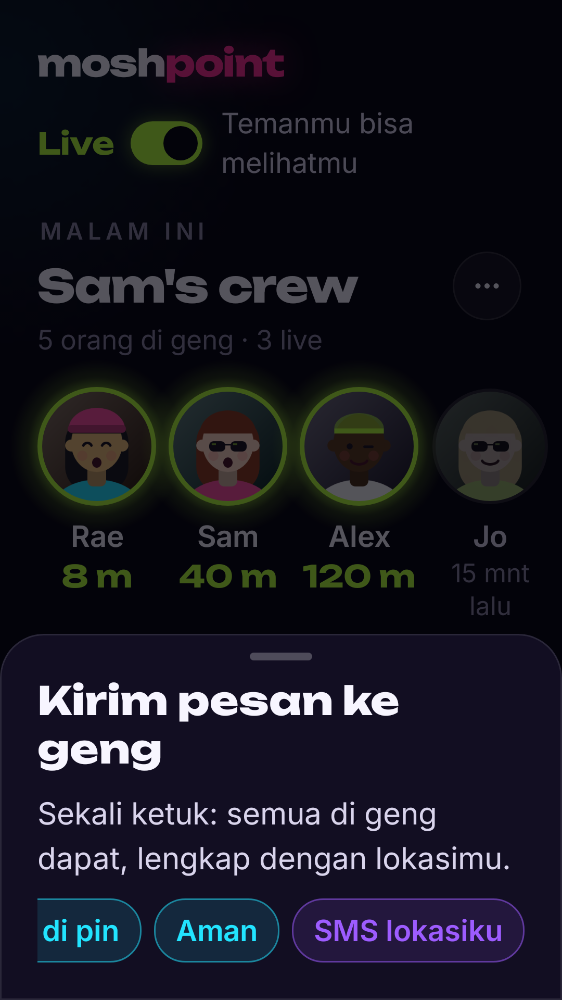 moshpoint
Live
Temanmu bisa
melihatmu
MALAM INI
Sam's crew
5 orang di geng · 3 live
Rae Sam Alex Jo
8 m 40 m 120 m 15 mnt
lalu
Kirim pesan ke
geng
Sekali ketuk: semua di geng
dapat, lengkap dengan lokasimu.
di pin Aman SMS lokasiku